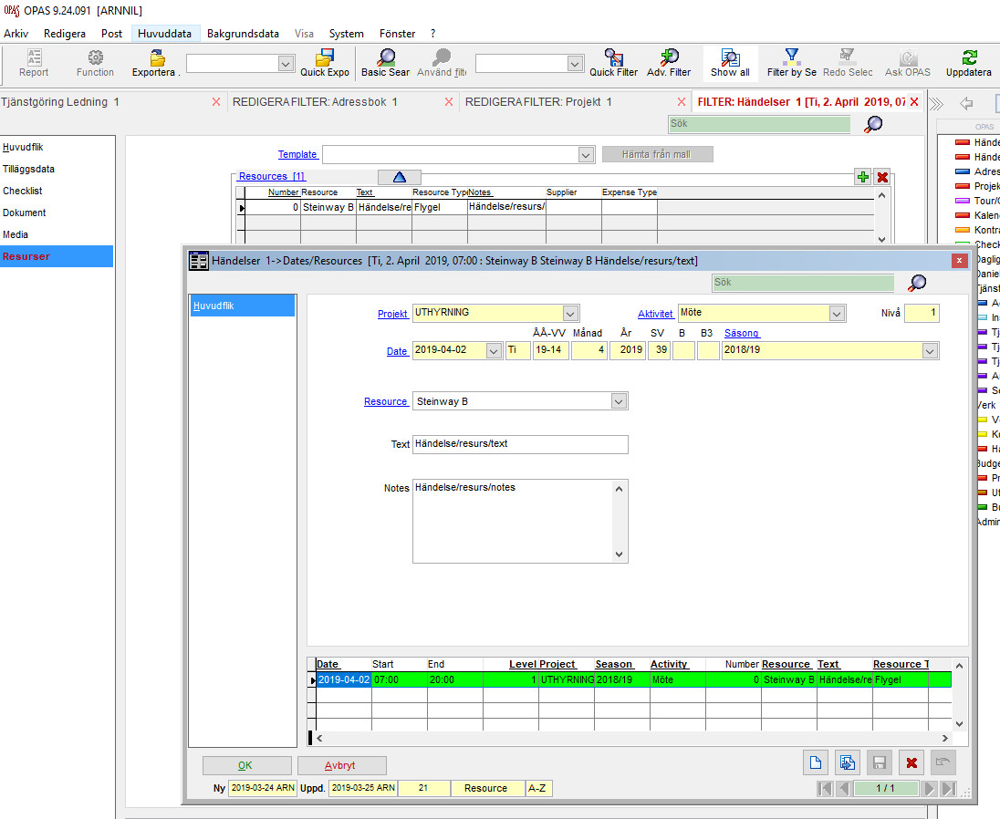 OPAS OPAS 9.24.091 [ARNNIL]
Arkiv Redigera Post Huvuddata Bakgrundsdata Visa System Fönster ?
Report Function Exportera . Quick Expo Basic Sear Använd filte Quick Filter Adv. Filter Show all Filter by Se Redo Selec Ask OPAS Uppdatera
Tjänstgöring Ledning 1 REDIGERAFILTER: Adressbok 1 REDIGERAFILTER: Projekt 1 FILTER: Händelser 1 [Ti, 2. April 2019, 07
Sök
OPAS
Huvudflik
Tilläggsdata
Checklist
Dokument
Media
Resurser
Template Hämta från mall
Resources [1]
Number Resource Text Resource Typ Notes Supplier Expense Type
0 Steinway B Händelse/re Flygel Händelse/resurs/
Händelser 1->Dates/Resources [Ti, 2. April 2019, 07:00 : Steinway B Steinway B Händelse/resurs/text]
Sök
Huvudflik
Projekt UTHYRNING Aktivitet Möte Nivå 1
ÅÅ-VV Månad År SV B B3 Säsong
Date 2019-04-02 Ti 19-14 4 2019 39 2018/19
Resource Steinway B
Text Händelse/resurs/text
Notes Händelse/resurs/notes
Date Start End Level Project Season Activity Number Resource Text Resource T
2019-04-02 07:00 20:00 1 UTHYRNING 2018/19 Möte 0 Steinway B Händelse/re Flygel
OK Avbryt
Ny 2019-03-24 ARN Uppd. 2019-03-25 ARN 21 Resource A-Z 1 / 1
Hände
Hände
Adres
Projek
Tour/
Kalen
Kontra
Check
Daglig
Daniel
Tjänst
A
In
Tj
Tj
Tj
A
Se
Verk
V
K
Ha
Budge
Pr
Ut
Bu
Admin